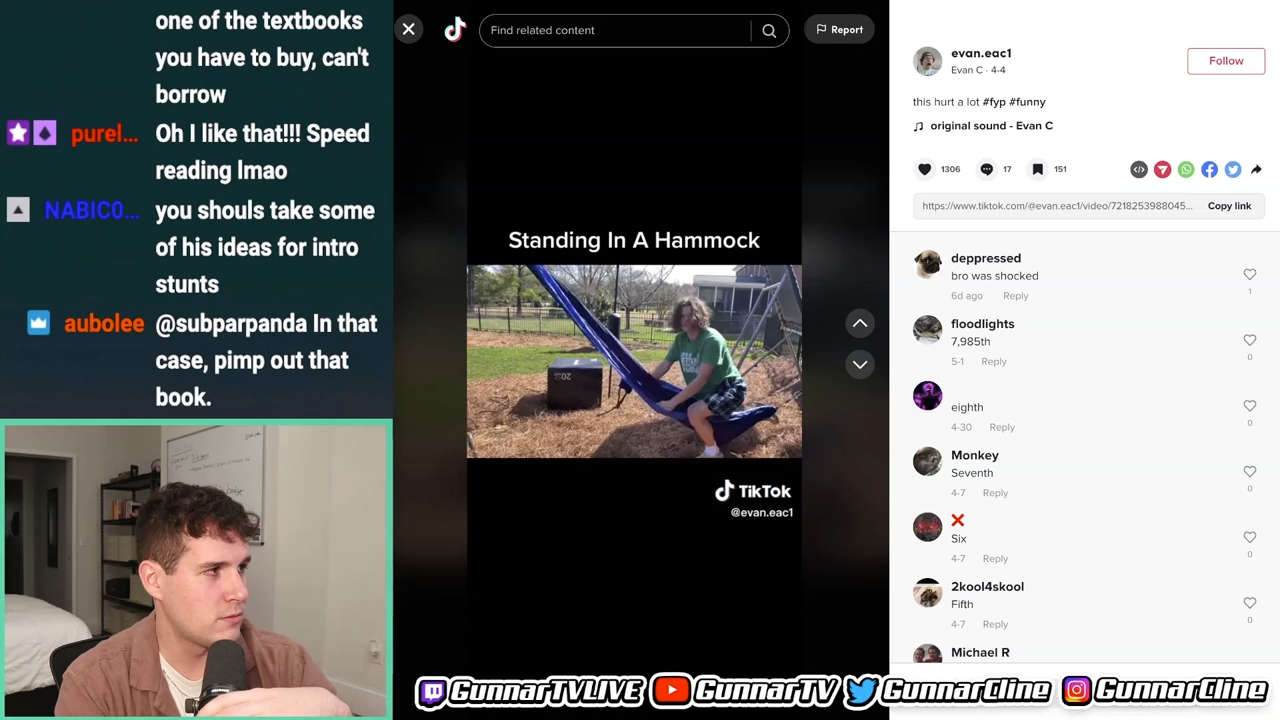 one of the textbooks
you have to buy, can't
borrow
purel... Oh I like that!!! Speed
reading lmao
NABIC0... you shouls take some
of his ideas for intro
stunts
aubolee @subparpanda In that
case, pimp out that
book.
Find related content
Report
Standing In A Hammock
TikTok
@evan.eac1
evan.eac1
Evan C · 4-4
Follow
this hurt a lot #fyp #funny
original sound - Evan C
1306 17 151
https://www.tiktok.com/@evan.eac1/video/7218253988045... Copy link
deppressed
bro was shocked
6d ago Reply
1
floodlights
7,985th
5-1 Reply
0
eighth
4-30 Reply
0
Monkey
Seventh
4-7 Reply
0
Six
4-7 Reply
0
2kool4skool
Fifth
4-7 Reply
0
Michael R
GunnarTVLIVE GunnarTV GunnarCline GunnarCline